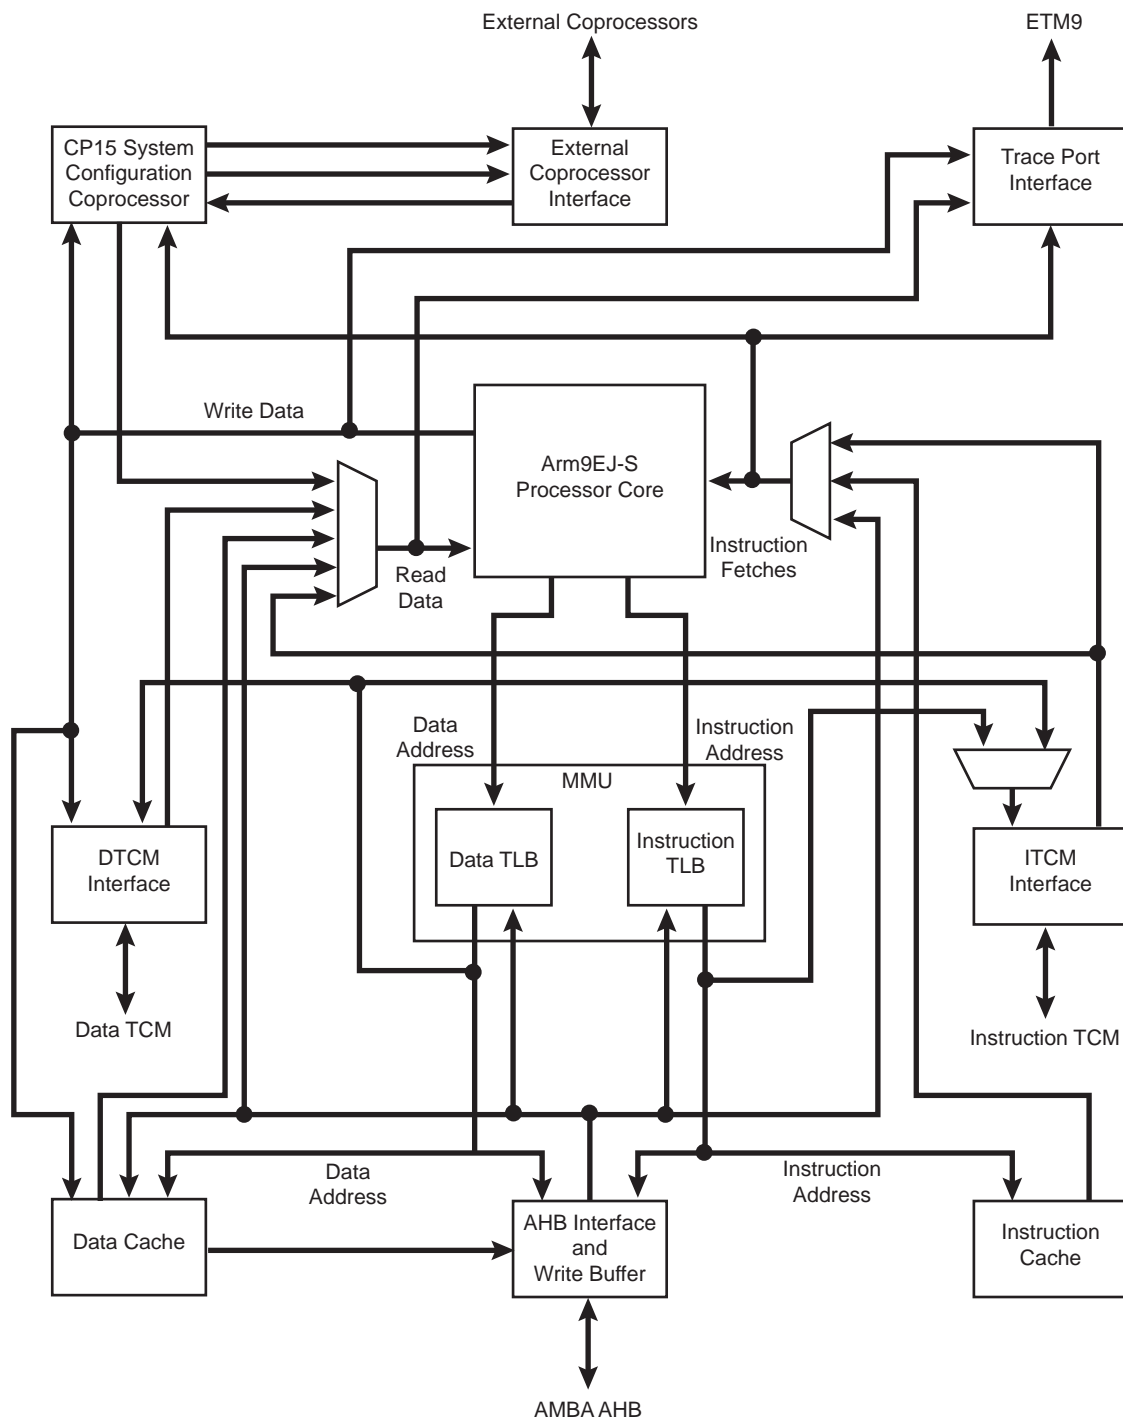 External Coprocessors
ETM9
CP15 System
Configuration
Coprocessor
External
Coprocessor
Interface
Trace Port
Interface
Write Data
Arm9EJ-S
Processor Core
Instruction
Fetches
Read
Data
Data
Address
Instruction
Address
MMU
Data TLB
Instruction
TLB
DTCM
Interface
ITCM
Interface
Data TCM
Instruction TCM
Data
Address
Instruction
Address
Data Cache
AHB Interface
and
Write Buffer
Instruction
Cache
AMBA AHB